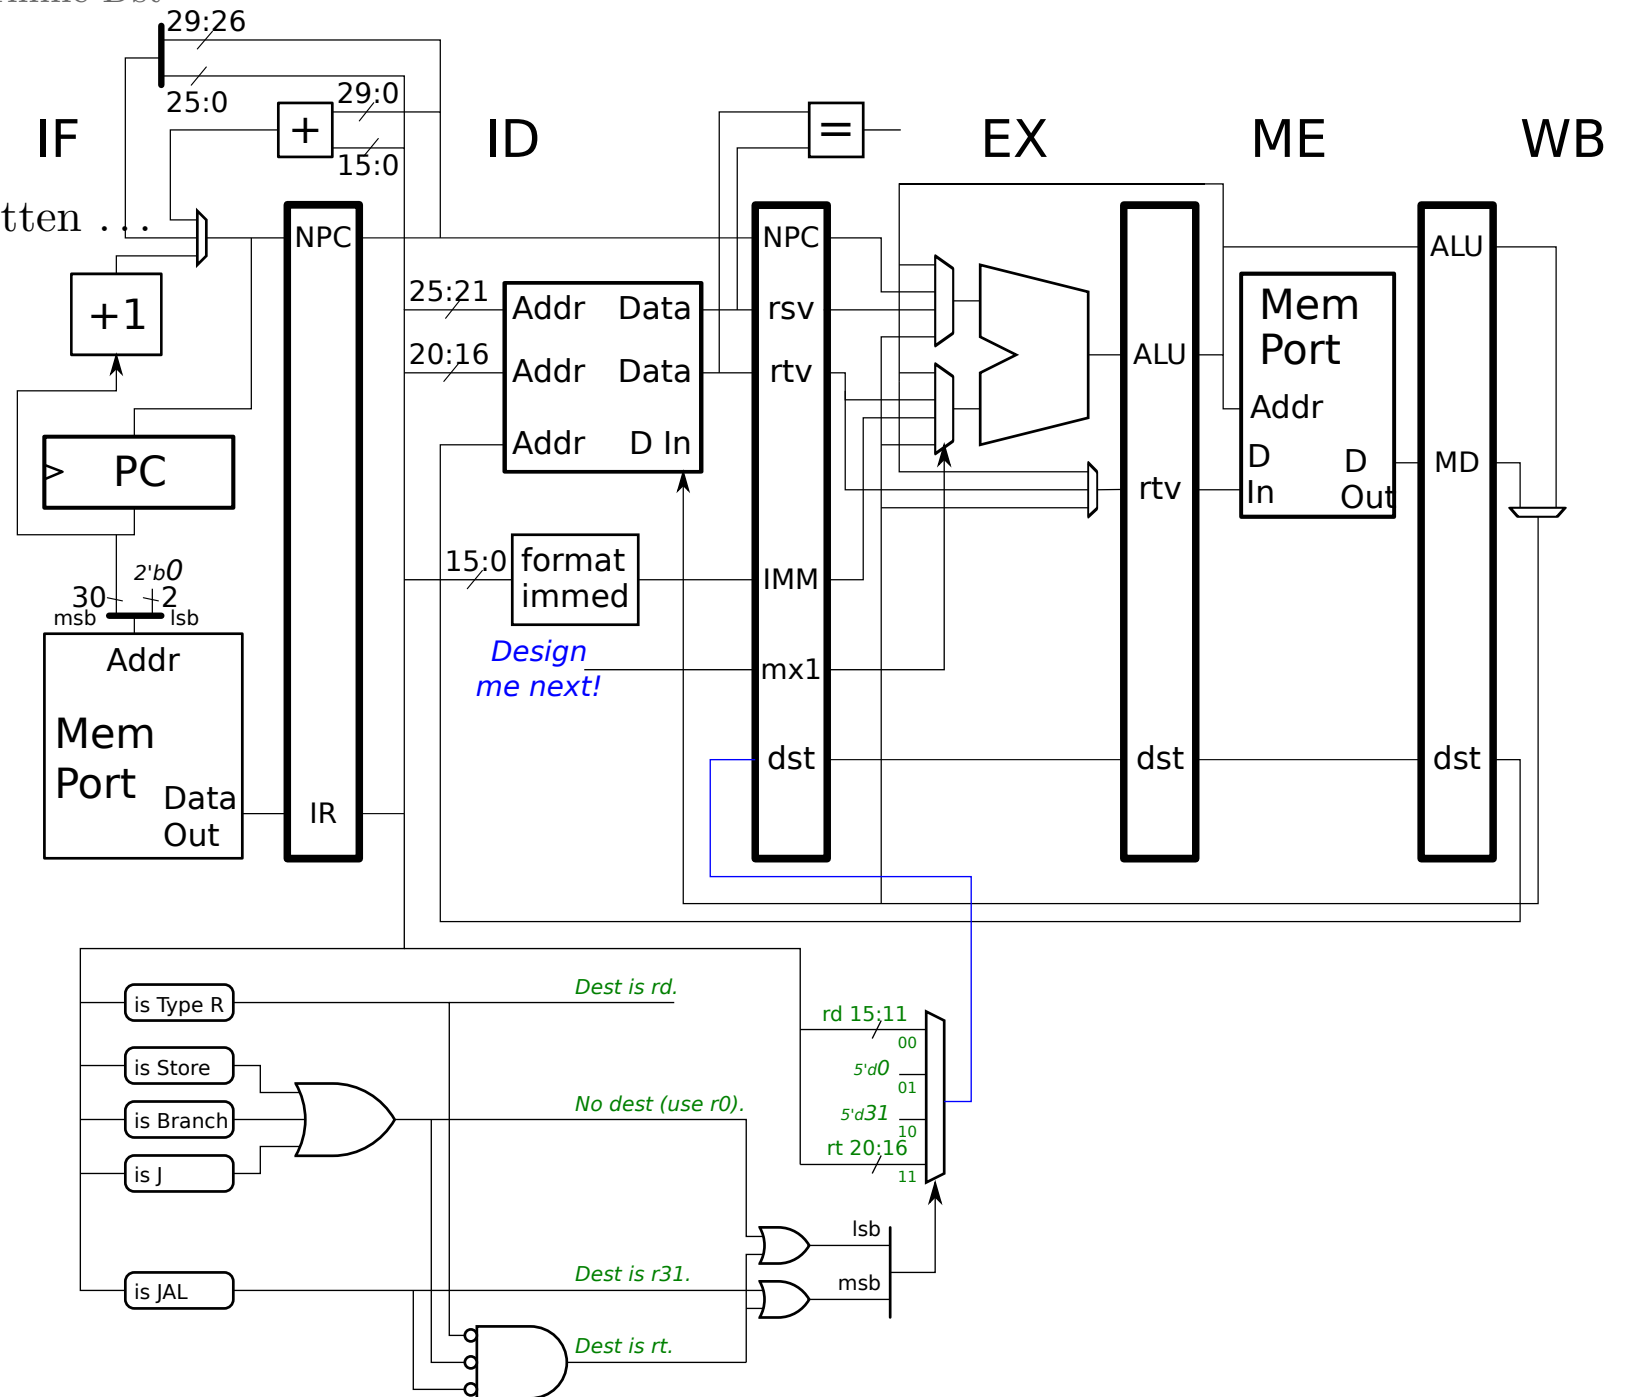 29:26
25:0
29:0
+
15:0
=
IF
ID
EX
ME
WB
tten ...
NPC
NPC
ALU
+1
25:21
Addr
Data
rsv
Mem
Port
20:16
Addr
Data
rtv
ALU
Addr
Addr
D In
D
In
D
Out
MD
PC
rtv
2'b0
30
2
msb
lsb
15:0
format
immed
IMM
Addr
Design
me next!
mx1
Mem
Port
dst
dst
dst
Data
Out
IR
is Type R
Dest is rd.
rd 15:11
00
is Store
5'd0
01
is Branch
No dest (use r0).
5'd31
10
rt 20:16
11
is J
lsb
is JAL
Dest is r31.
msb
Dest is rt.